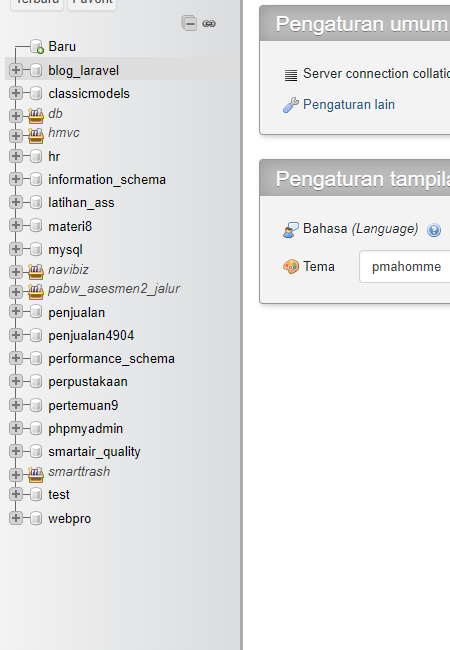 Terbaru Favorit
Baru
blog_laravel
classicmodels
db
hmvc
hr
information_schema
latihan_ass
materi8
mysql
navibiz
pabw_asesmen2_jalur
penjualan
penjualan4904
performance_schema
perpustakaan
pertemuan9
phpmyadmin
smartair_quality
smarttrash
test
webpro
Pengaturan umum
Server connection collatio
Pengaturan lain
Pengaturan tampila
Bahasa (Language)
Tema pmahomme